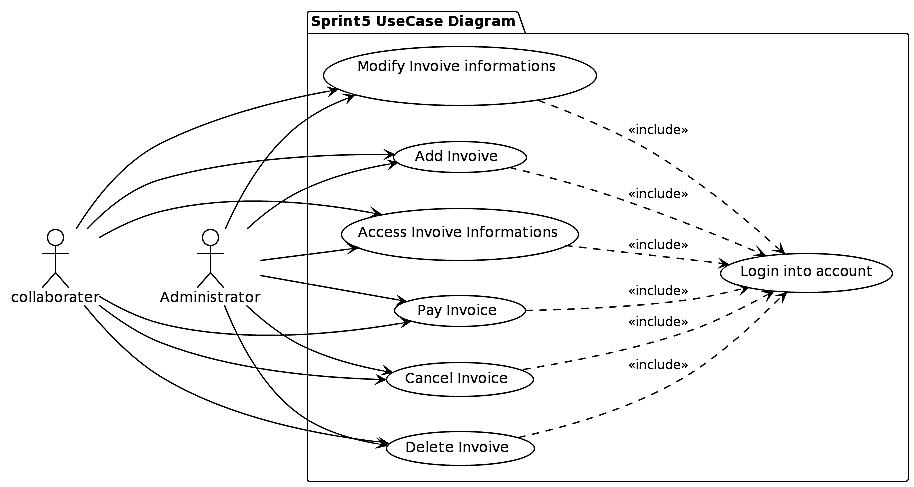 Sprint5 UseCase Diagram
Modify Invoive informations
«include»
Add Invoive
«include»
Access Invoive Informations
«include»
Login into account
collaborater
Administrator
«include»
Pay Invoice
«include»
Cancel Invoice
«include»
Delete Invoive